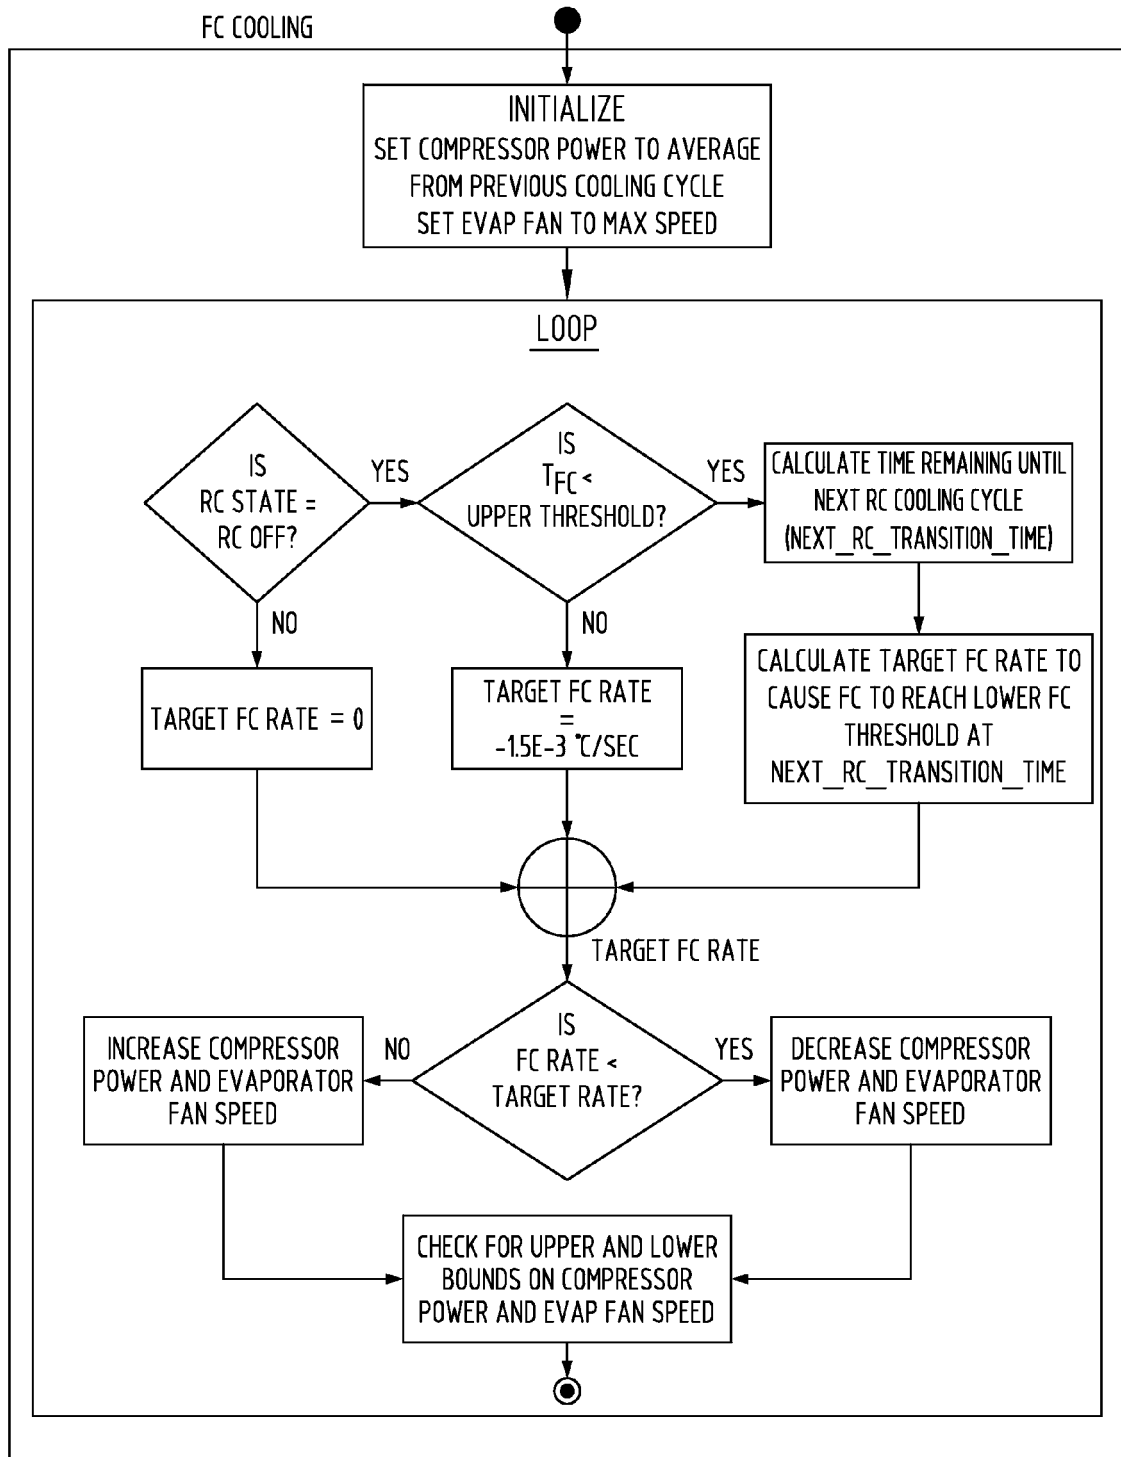 FC COOLING
INITIALIZE
SET COMPRESSOR POWER TO AVERAGE
FROM PREVIOUS COOLING CYCLE
SET EVAP FAN TO MAX SPEED
LOOP
IS
RC STATE =
RC OFF?
YES
IS
TFC <
UPPER THRESHOLD?
YES
CALCULATE TIME REMAINING UNTIL
NEXT RC COOLING CYCLE
(NEXT_RC_TRANSITION_TIME)
NO
NO
TARGET FC RATE = 0
TARGET FC RATE
=
-1.5E-3 °C/SEC
CALCULATE TARGET FC RATE TO
CAUSE FC TO REACH LOWER FC
THRESHOLD AT
NEXT_RC_TRANSITION_TIME
TARGET FC RATE
IS
FC RATE <
TARGET RATE?
NO
YES
INCREASE COMPRESSOR
POWER AND EVAPORATOR
FAN SPEED
DECREASE COMPRESSOR
POWER AND EVAPORATOR
FAN SPEED
CHECK FOR UPPER AND LOWER
BOUNDS ON COMPRESSOR
POWER AND EVAP FAN SPEED